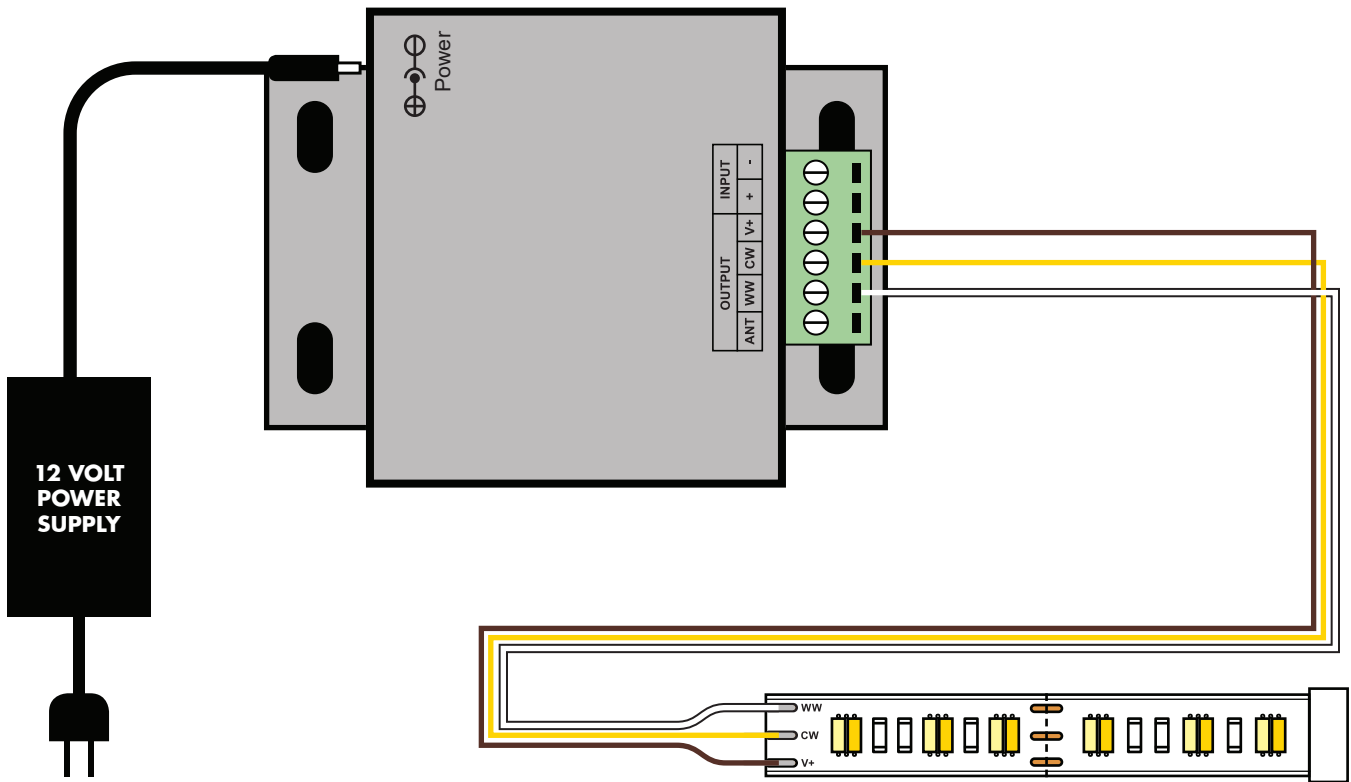 Power
INPUT
-
+
OUTPUT
V+
CW
WW
ANT
12 VOLT
POWER
SUPPLY
WW
CW
V+